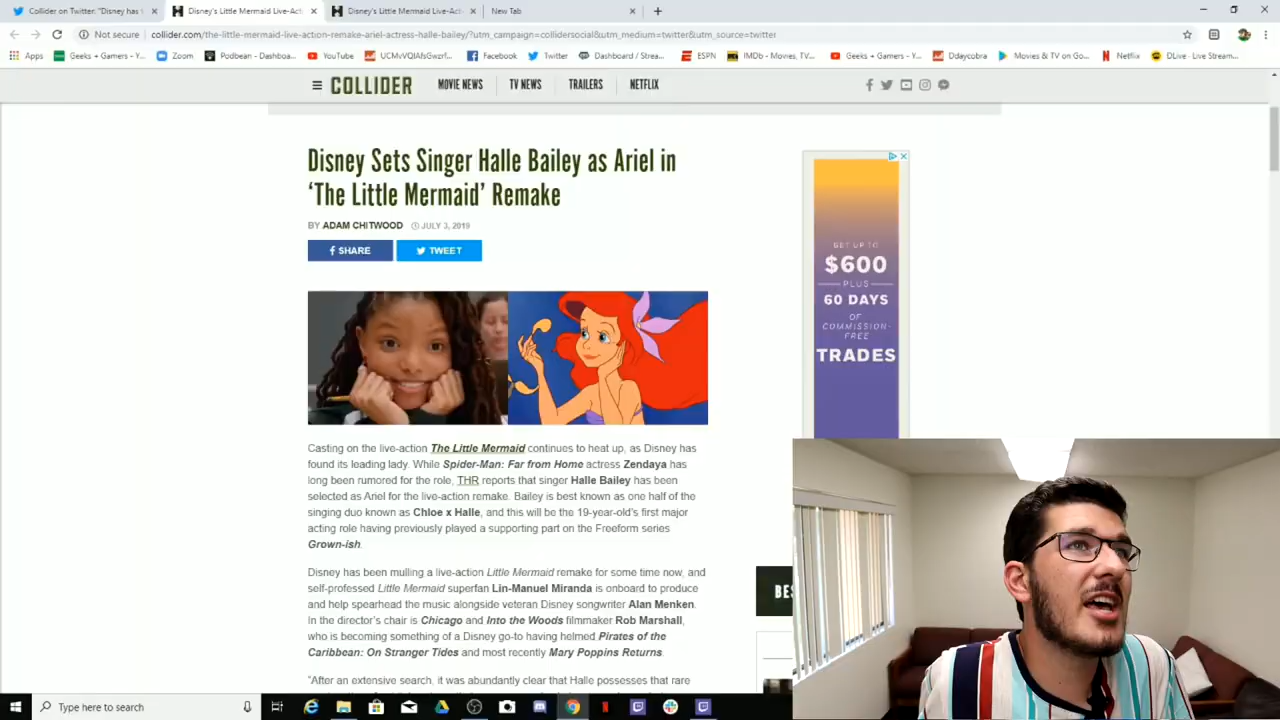 Collider on Twitter: "Disney has
Disney's Little Mermaid Live-Act
Disney's Little Mermaid Live-Ac
New Tab
Not secure collider.com/the-little-mermaid-live-action-remake-ariel-actress-halle-bailey/?utm_campaign=collidersocial&utm_medium=twitter&utm_source=twitter
Apps Geeks + Gamers - Y... Zoom Podbean - Dashboa... YouTube Facebook Twitter Dashboard / Strea... ESPN IMDb - Movies, TV... Geeks + Gamers - Y... Ddaycobra Movies & TV on Go... Netflix DLive · Live Stream...
COLLIDER MOVIE NEWS TV NEWS TRAILERS NETFLIX
Disney Sets Singer Halle Bailey as Ariel in
'The Little Mermaid' Remake
BY ADAM CHITWOOD JULY 3, 2019
SHARE TWEET
GET UP TO
$600
PLUS
60 DAYS
OF
COMMISSION-
FREE
TRADES
Casting on the live-action The Little Mermaid continues to heat up, as Disney has
found its leading lady. While Spider-Man: Far from Home actress Zendaya has
long been rumored for the role, THR reports that singer Halle Bailey has been
selected as Ariel for the live-action remake. Bailey is best known as one half of the
singing duo known as Chloe x Halle, and this will be the 19-year-old's first major
acting role having previously played a supporting part on the Freeform series
Grown-ish.
Disney has been mulling a live-action Little Mermaid remake for some time now, and
self-professed Little Mermaid superfan Lin-Manuel Miranda is onboard to produce
and help spearhead the music alongside veteran Disney songwriter Alan Menken.
In the director's chair is Chicago and Into the Woods filmmaker Rob Marshall,
who is becoming something of a Disney go-to having helmed Pirates of the
Caribbean: On Stranger Tides and most recently Mary Poppins Returns.
"After an extensive search, it was abundantly clear that Halle possesses that rare
BES
Type here to search